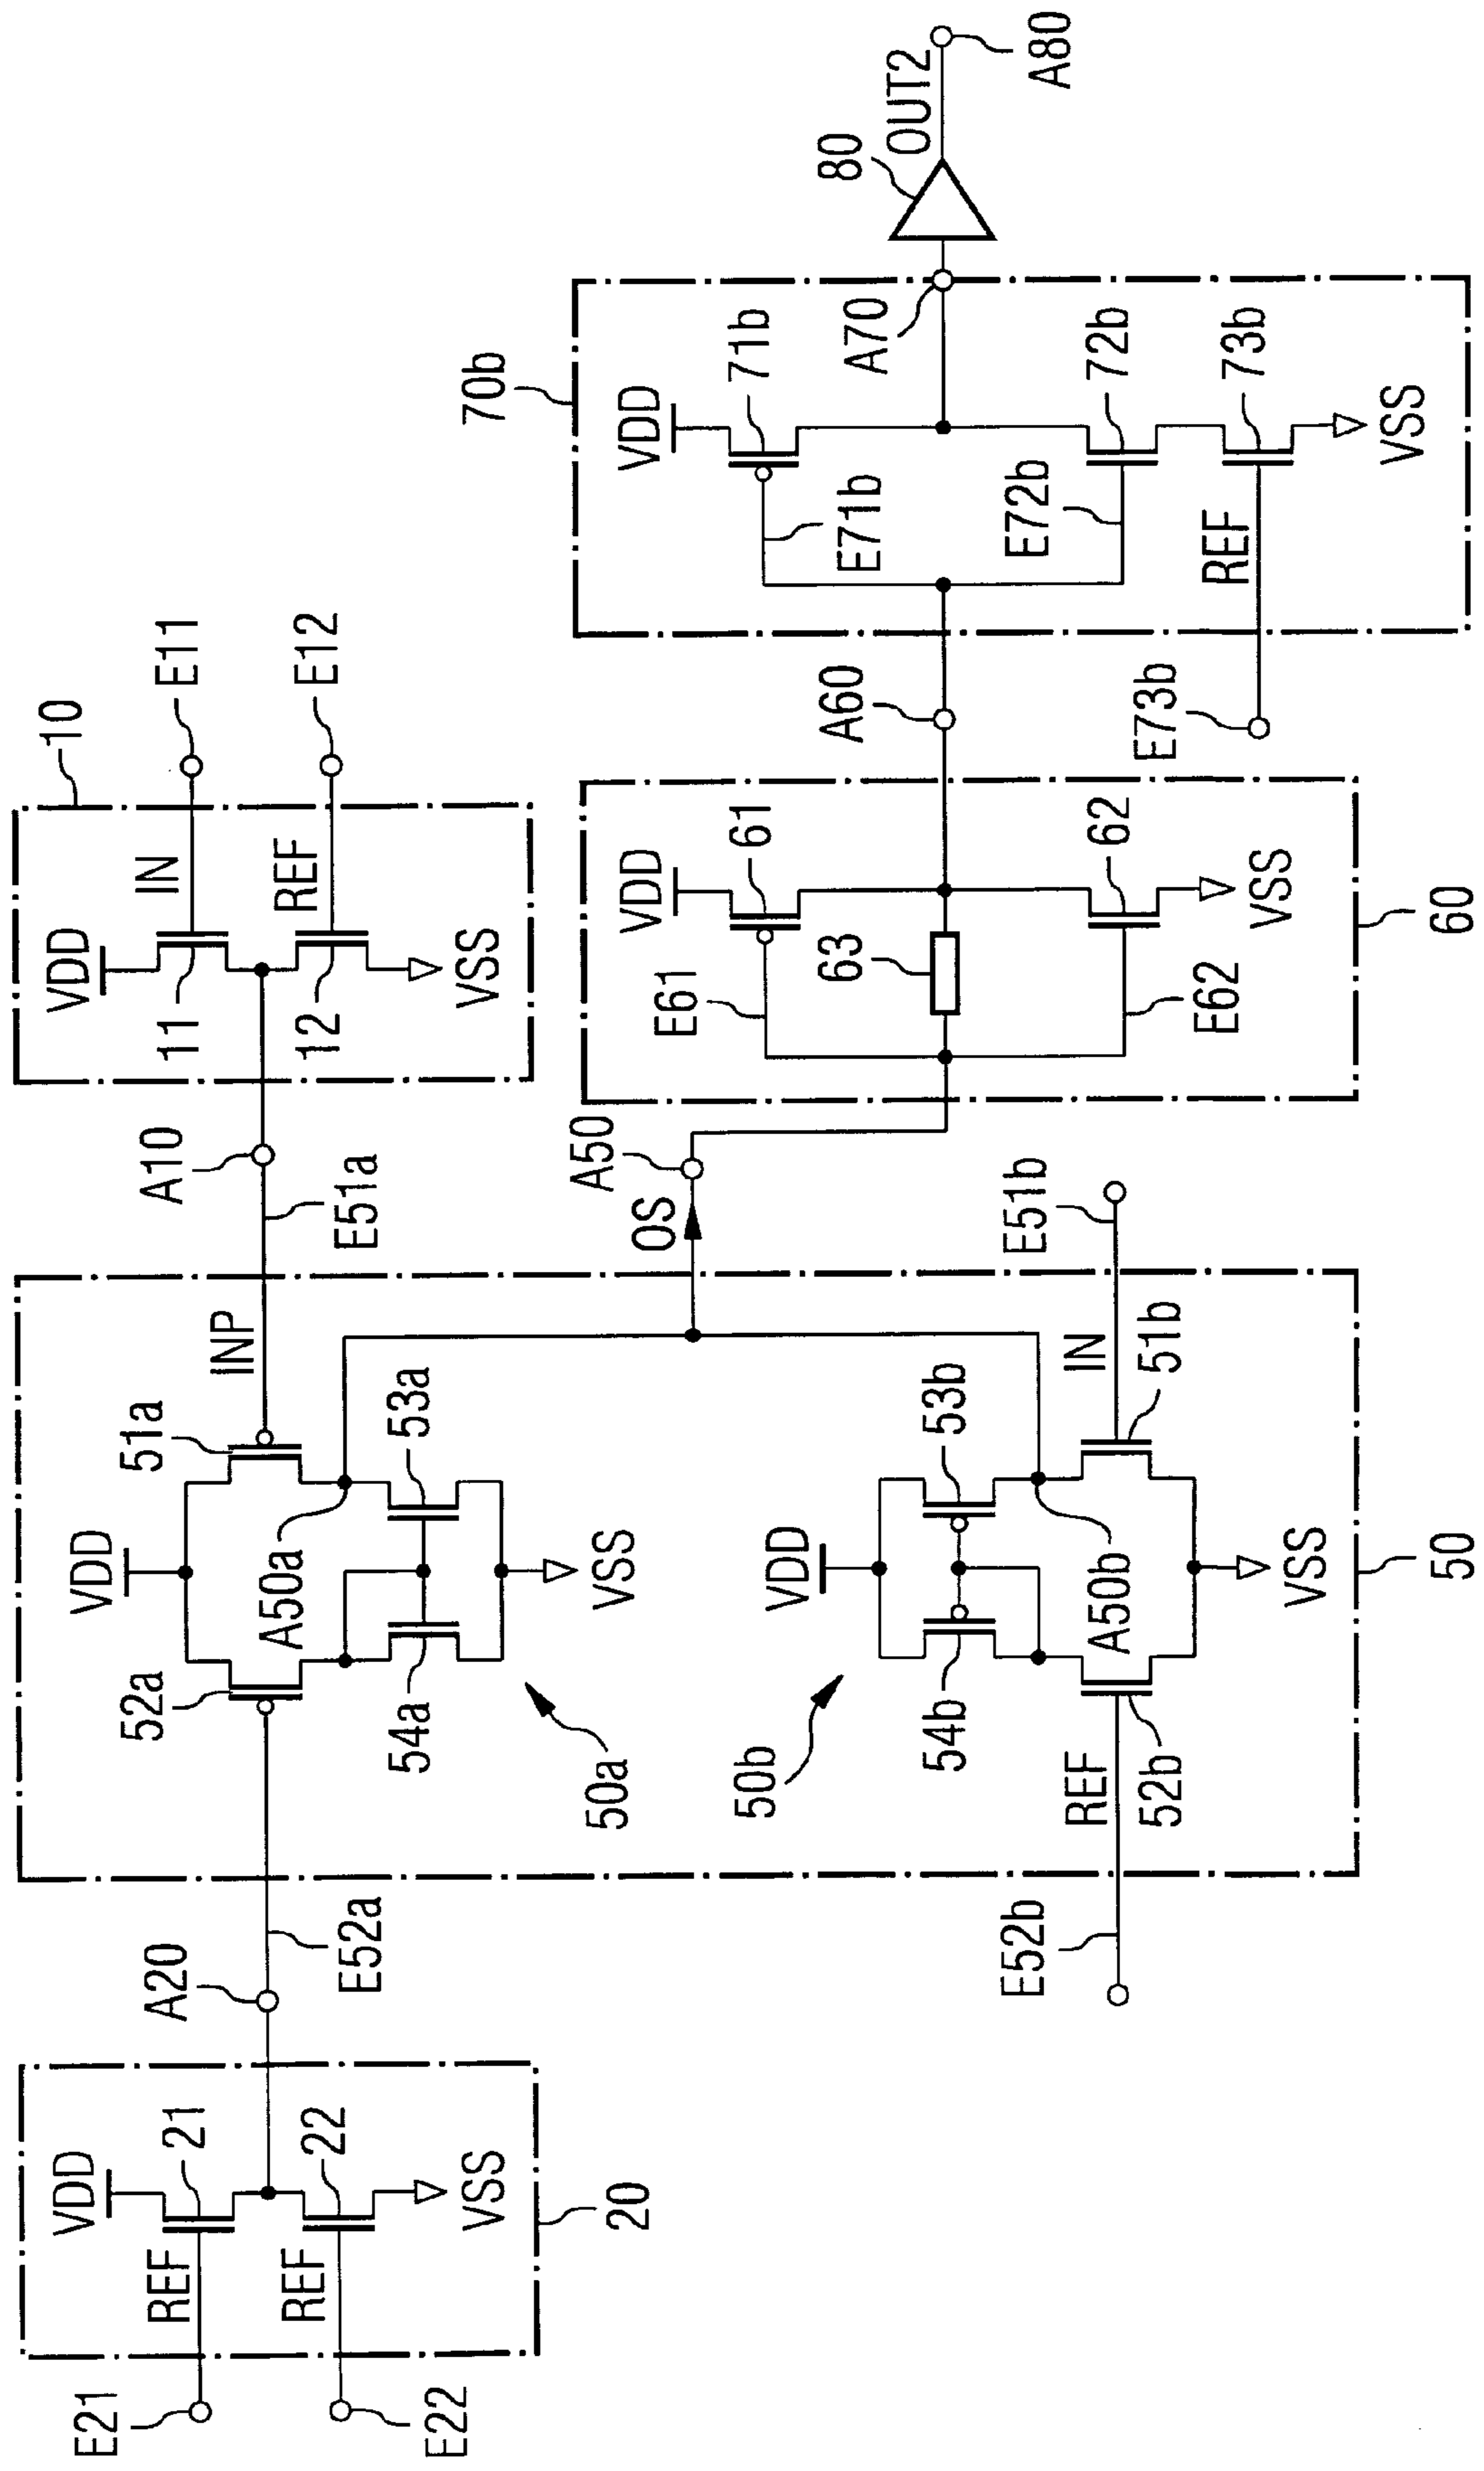 E21
E22
VDD
REF
21
REF
22
VSS
20
A20
E52a
VDD
52a
51a
INP
A50a
54a
53a
VSS
50a
A10
E51a
10
VDD
IN
11
REF
12
VSS
E11
E12
50b
VDD
54b
53b
A50b
REF
52b
IN
51b
VSS
50
E52b
E51b
OS
A50
VDD
E61
61
63
62
E62
VSS
60
A60
70b
VDD
71b
E71b
A70
E72b
72b
REF
73b
E73b
VSS
80
OUT2
A80